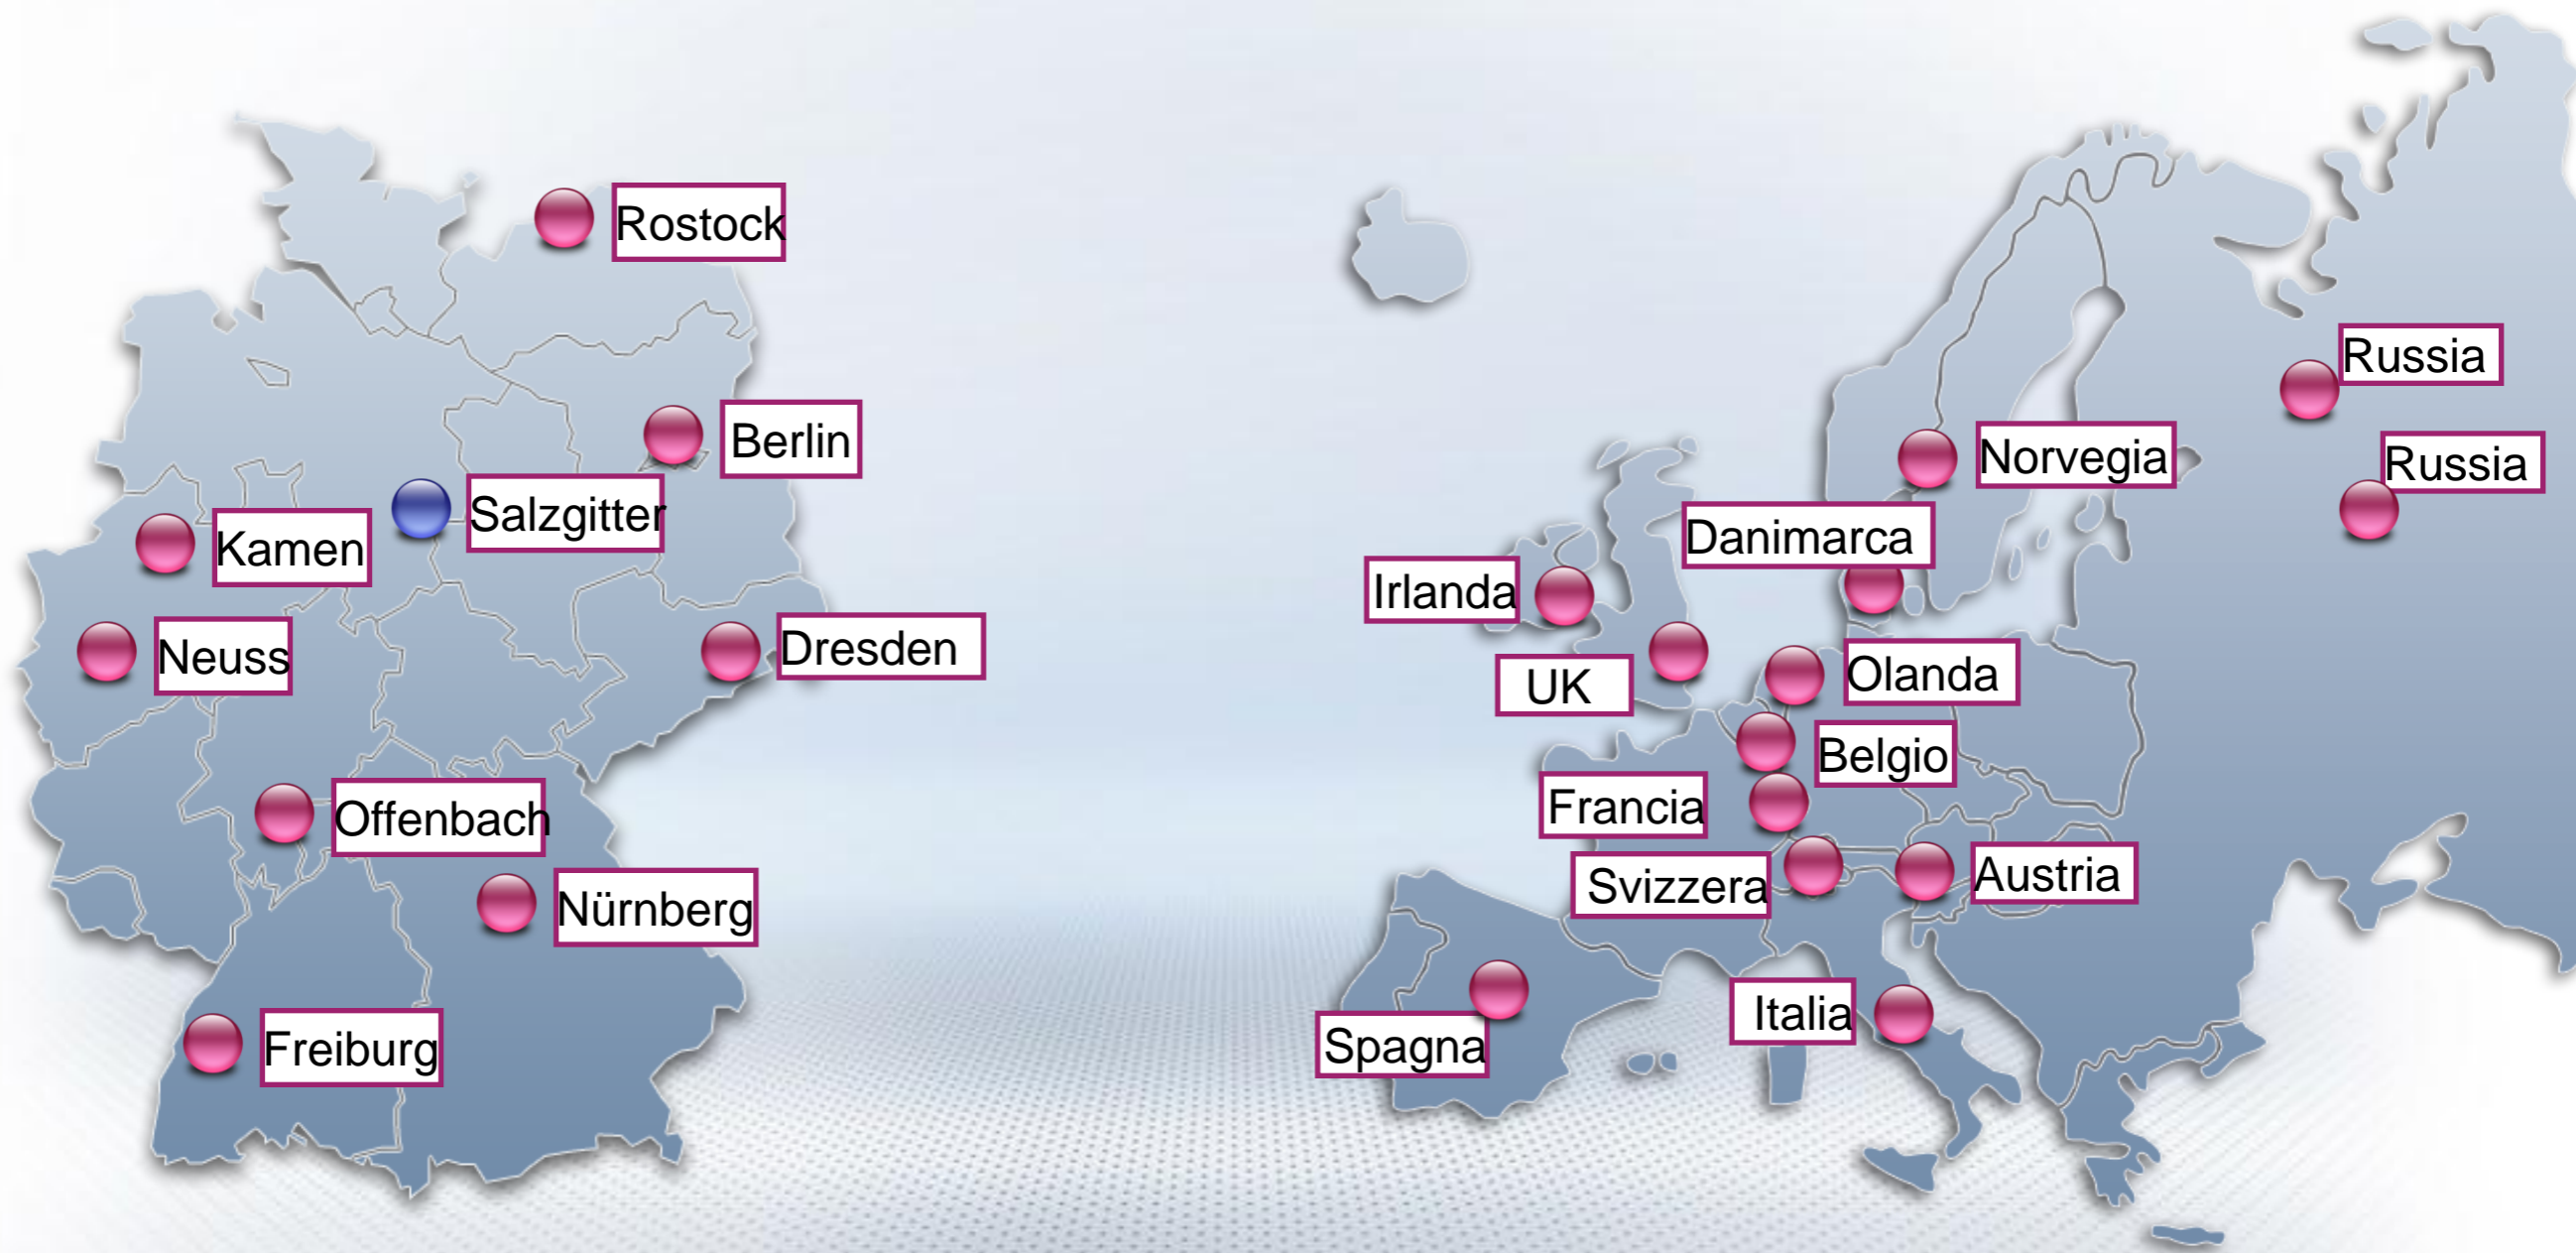 Rostock
Berlin
Salzgitter
Kamen
Neuss
Dresden
Offenbach
Nürnberg
Freiburg
Russia
Russia
Norvegia
Danimarca
Irlanda
UK
Olanda
Belgio
Francia
Svizzera
Austria
Italia
Spagna